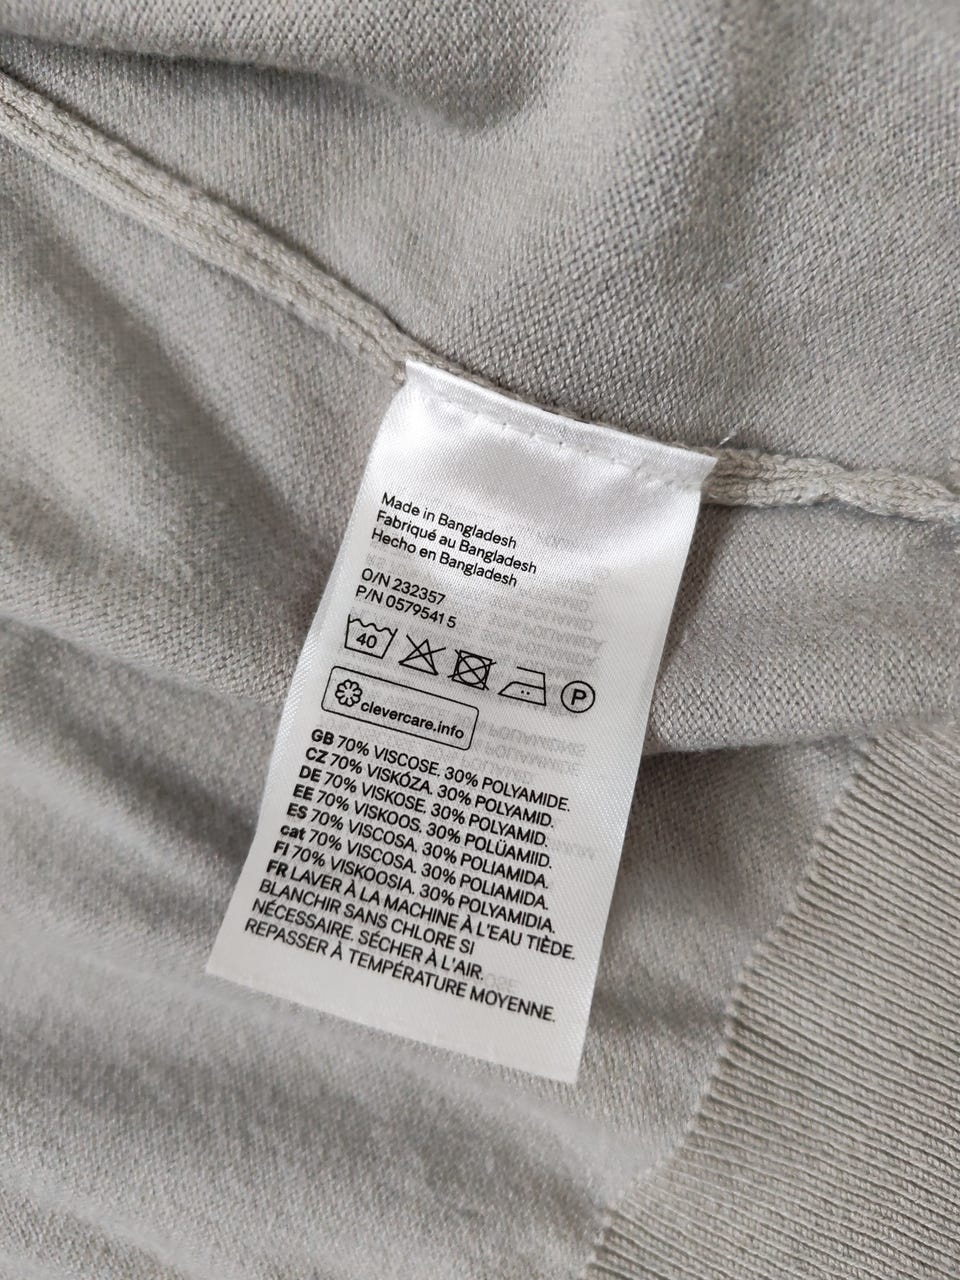 Made in Bangladesh
Fabriqué au Bangladesh
Hecho en Bangladesh
O/N 232357
P/N 0579541 5
40
P
clevercare.info
GB 70% VISCOSE. 30% POLYAMIDE.
CZ 70% VISKÓZA. 30% POLYAMID.
DE 70% VISKOSE. 30% POLYAMID.
EE 70% VISKOOS. 30% POLÜAMIID.
ES 70% VISCOSA. 30% POLIAMIDA.
cat 70% VISCOSA. 30% POLIAMIDA.
FI 70% VISKOOSIA. 30% POLYAMIDIA.
FR LAVER À LA MACHINE À L'EAU TIÈDE.
BLANCHIR SANS CHLORE SI
NÉCESSAIRE. SÉCHER À L'AIR.
REPASSER À TEMPÉRATURE MOYENNE.